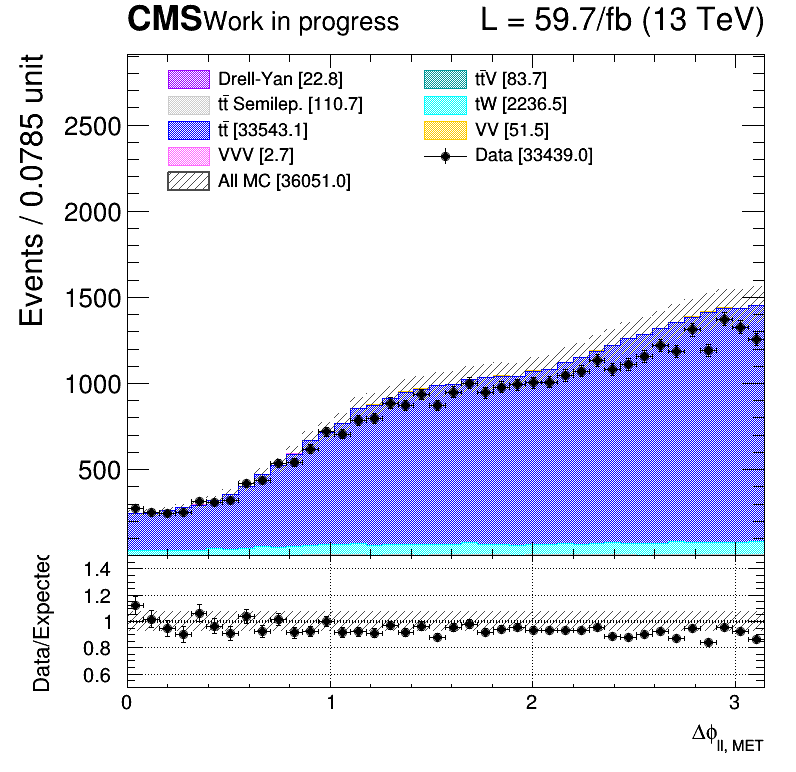 CMS Work in progress L = 59.7/fb (13 TeV)
Drell-Yan [22.8] tt̄V [83.7]
tt̄ Semilep. [110.7] tW [2236.5]
tt̄ [33543.1] VV [51.5]
VVV [2.7] Data [33439.0]
All MC [36051.0]
Events / 0.0785 unit
2500
2000
1500
1000
500
Data/Expected
1.4
1.2
1
0.8
0.6
0 1 2 3
Δϕll, MET